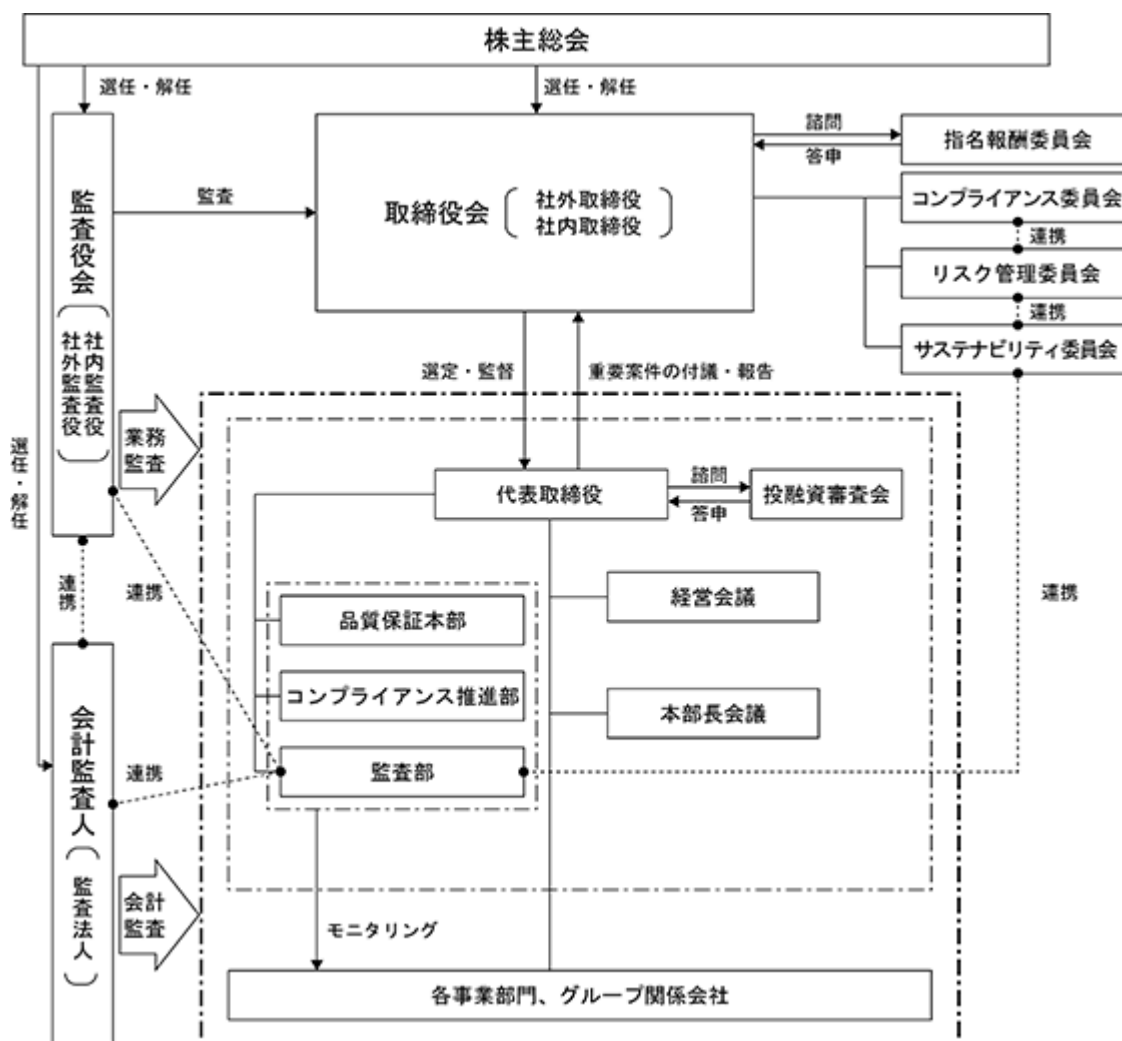 株主総会
選任・解任
選任・解任
諮問
答申
指名報酬委員会
監査役会
社内監査役
社外監査役
監査
取締役会
社外取締役
社内取締役
コンプライアンス委員会
連携
リスク管理委員会
連携
サステナビリティ委員会
選定・監督
重要案件の付議・報告
選任・解任
業務
監査
代表取締役
諮問
答申
投融資審査会
連携
連携
連携
品質保証本部
経営会議
コンプライアンス推進部
本部長会議
会計監査人
監査法人
連携
監査部
会計
監査
モニタリング
各事業部門、グループ関係会社